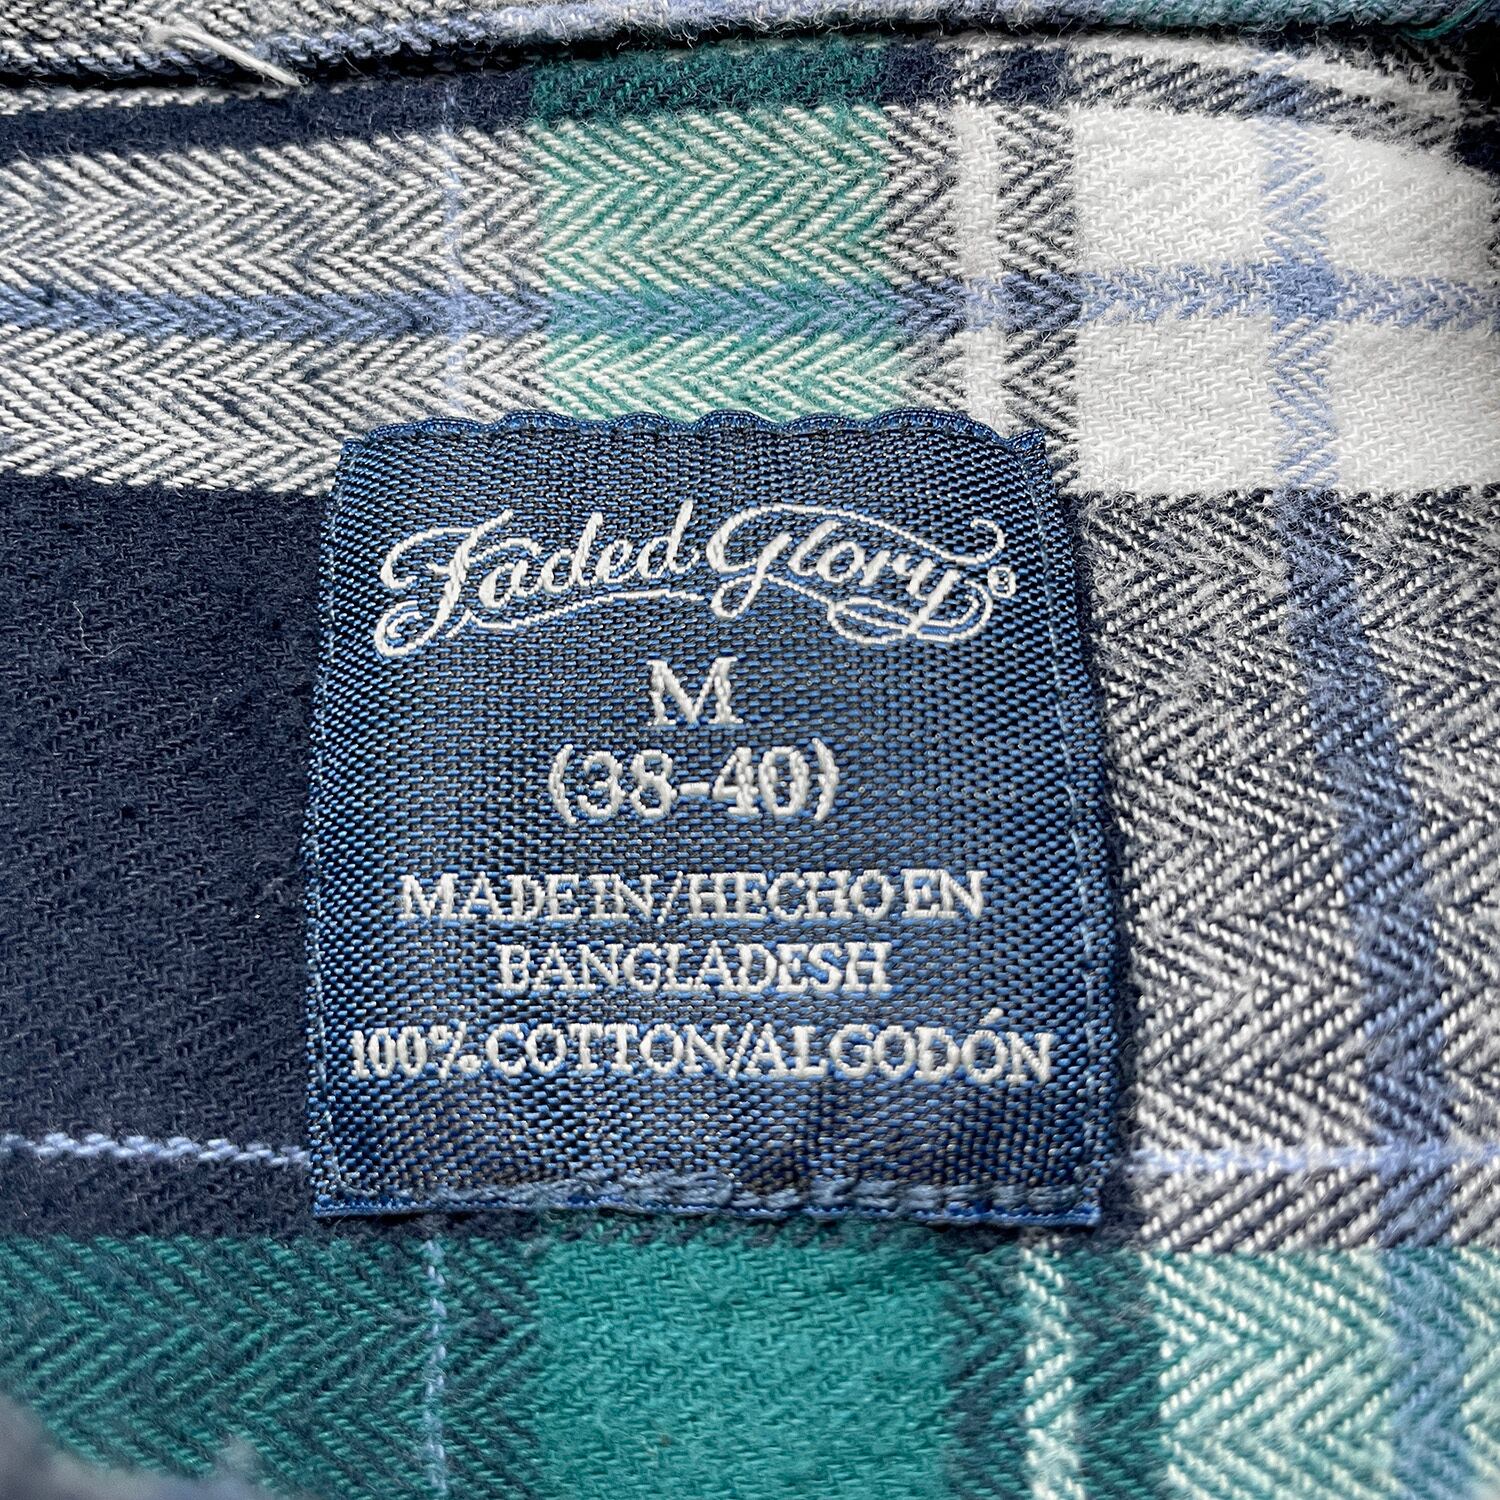 Faded Glory®
M
(38-40)
MADE IN/HECHO EN
BANGLADESH
100% COTTON/ALGODÓN